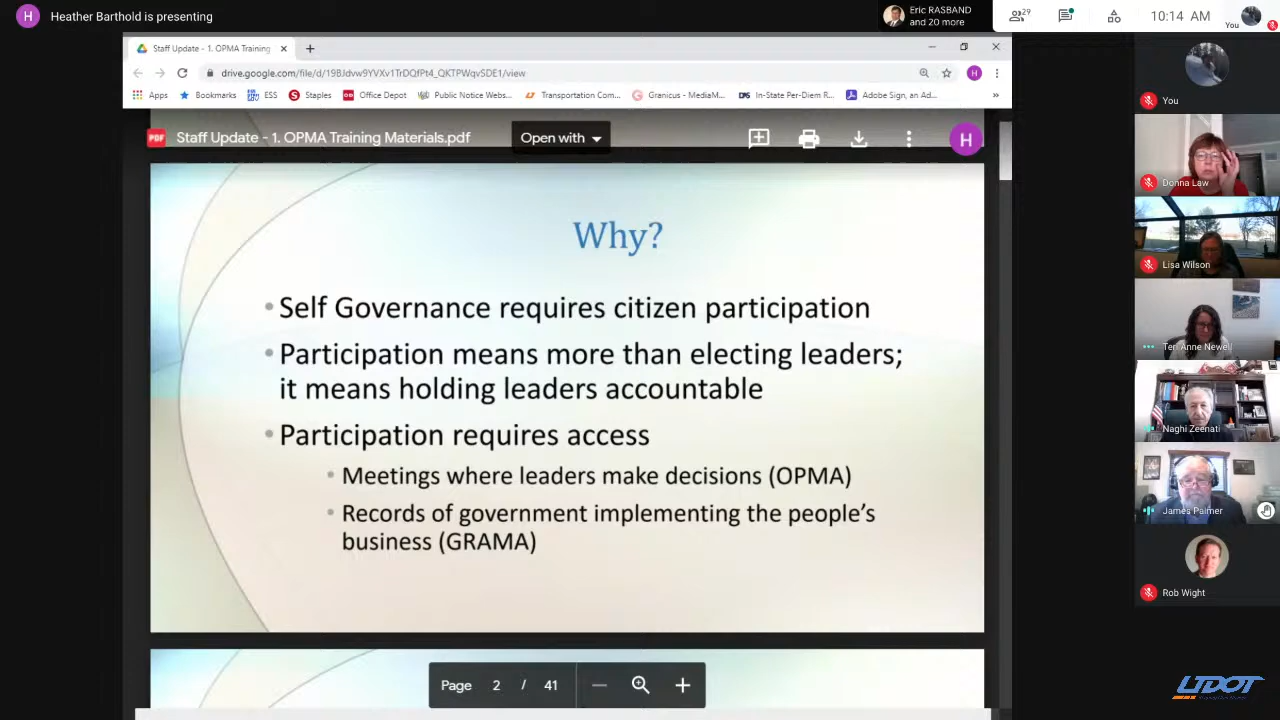 H Heather Barthold is presenting
Eric RASBAND
and 20 more
29
10:14 AM
You
Staff Update - 1. OPMA Training
drive.google.com/file/d/19BJdvw9YVXv1TrDQfPt4_QKTPWqvSDE1/view
H
Apps
Bookmarks
ESS
Staples
Office Depot
Public Notice Webs...
Transportation Com...
Granicus - MediaM...
In-State Per-Diem R...
Adobe Sign, an Ad...
PDF Staff Update - 1. OPMA Training Materials.pdf
Open with
H
Why?
• Self Governance requires citizen participation
• Participation means more than electing leaders;
it means holding leaders accountable
• Participation requires access
• Meetings where leaders make decisions (OPMA)
• Records of government implementing the people's
business (GRAMA)
Page 2 / 41
You
Donna Law
Lisa Wilson
Teri Anne Newell
Naghi Zeenati
James Palmer
Rob Wight
UDOT